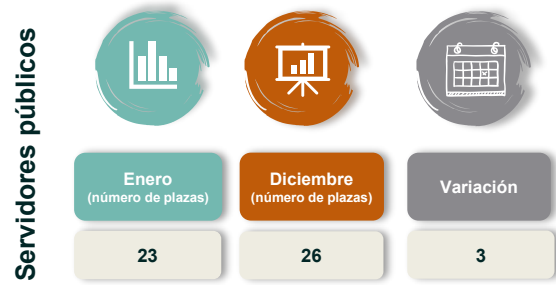 Servidores públicos
Enero
(número de plazas)
Diciembre
(número de plazas)
Variación
23
26
3